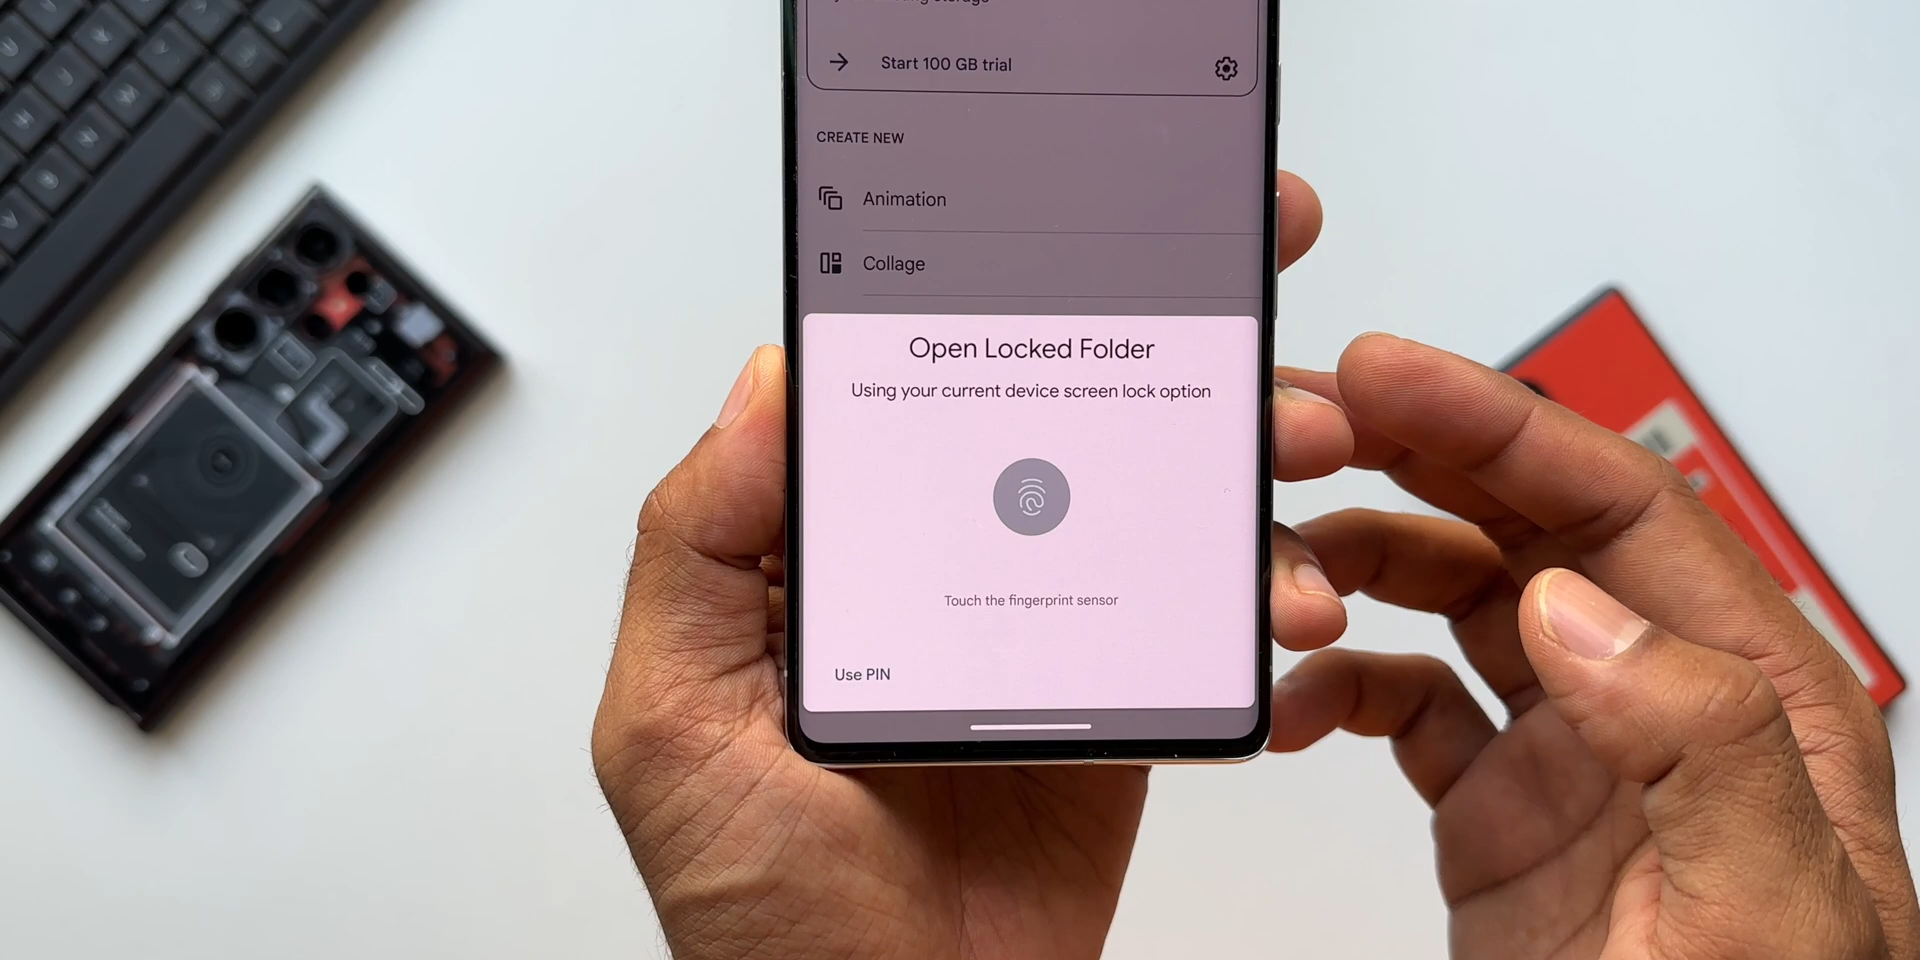 storage
Start 100 GB trial
CREATE NEW
Animation
Collage
Open Locked Folder
Using your current device screen lock option
Touch the fingerprint sensor
Use PIN